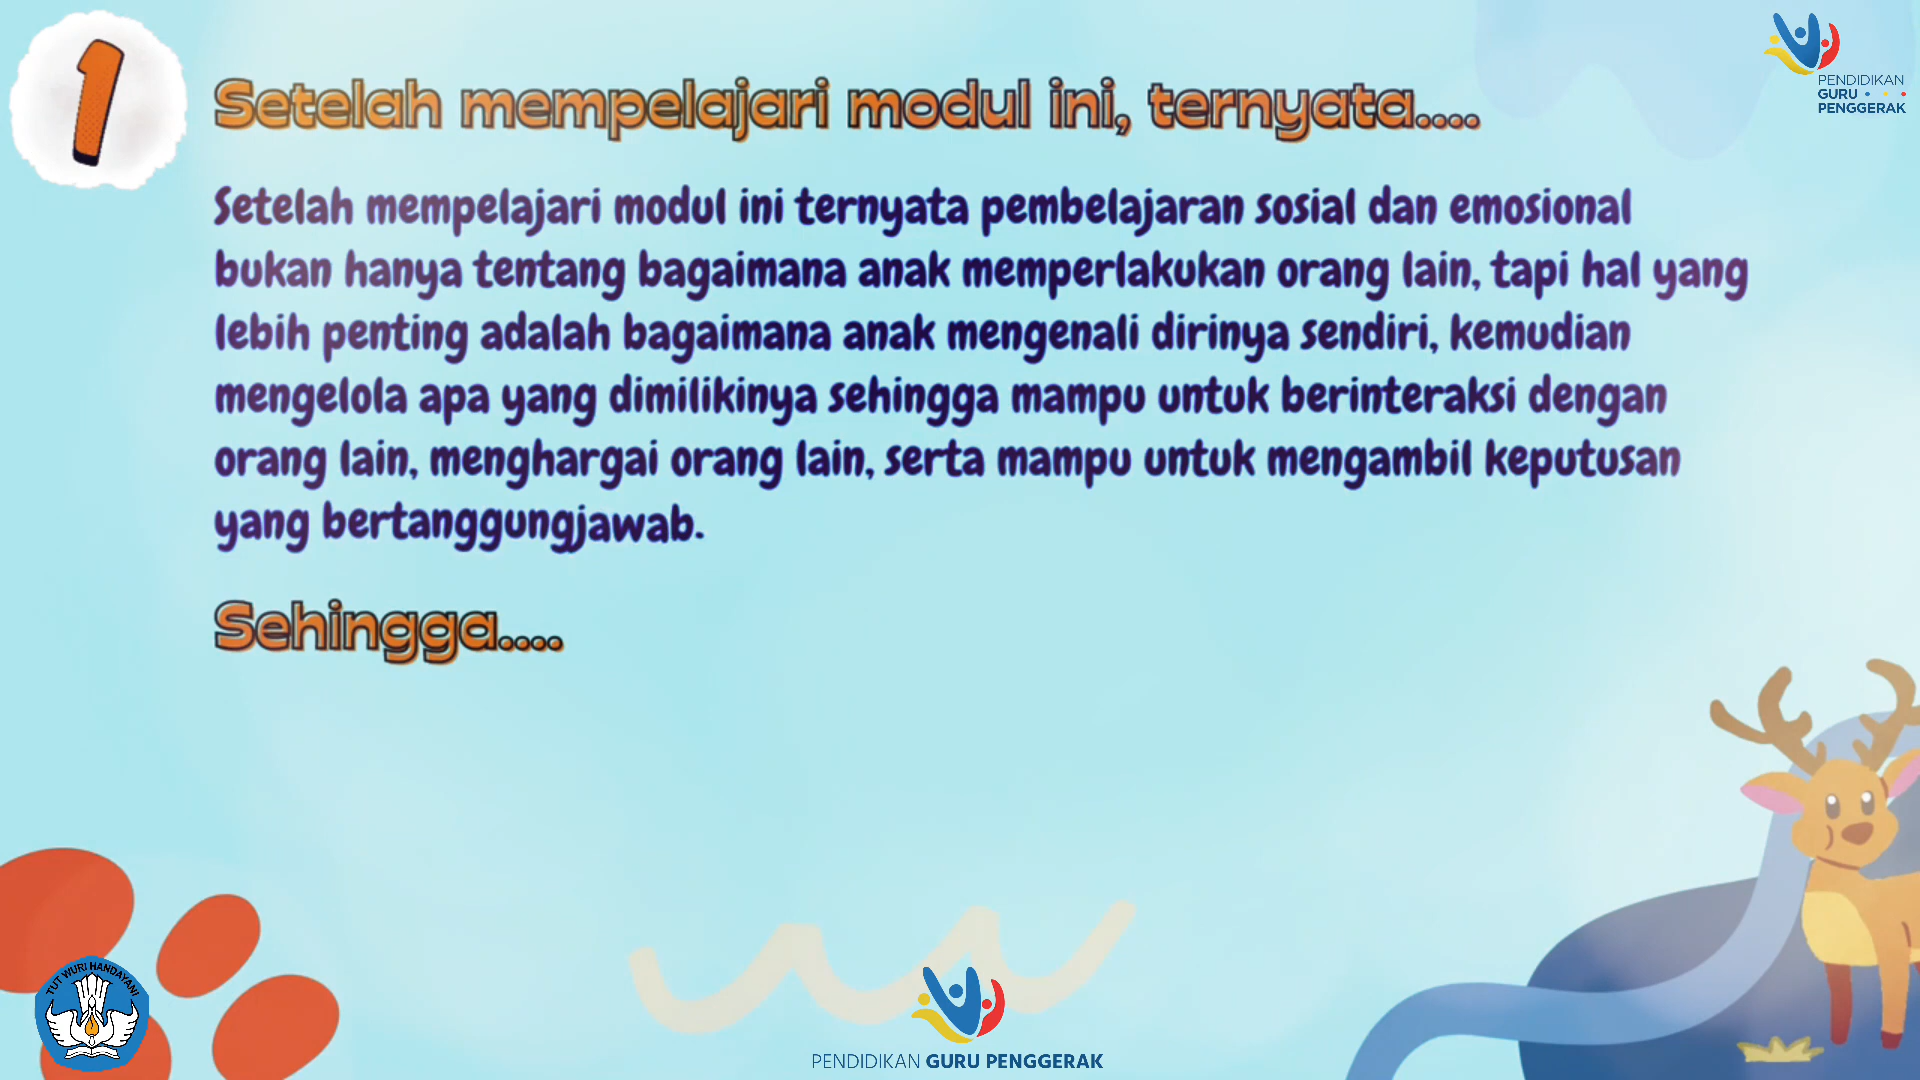 1
Setelah mempelajari modul ini, ternyata....
Setelah mempelajari modul ini ternyata pembelajaran sosial dan emosional
bukan hanya tentang bagaimana anak memperlakukan orang lain, tapi hal yang
lebih penting adalah bagaimana anak mengenali dirinya sendiri, kemudian
mengelola apa yang dimilikinya sehingga mampu untuk berinteraksi dengan
orang lain, menghargai orang lain, serta mampu untuk mengambil keputusan
yang bertanggungjawab.
Sehingga....
PENDIDIKAN
GURU
PENGGERAK
TUT WURI HANDAYANI
PENDIDIKAN GURU PENGGERAK